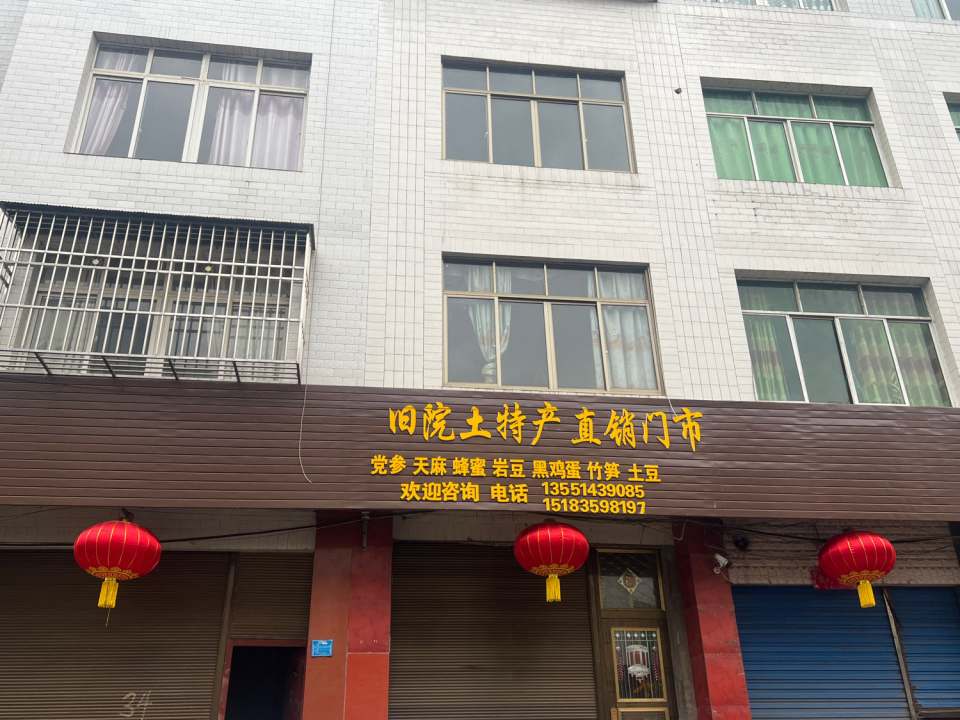 旧院土特产直销门市
党参 天麻 蜂蜜 岩豆 黑鸡蛋 竹笋 土豆
欢迎咨询 电话 13551439085
15183598197
34